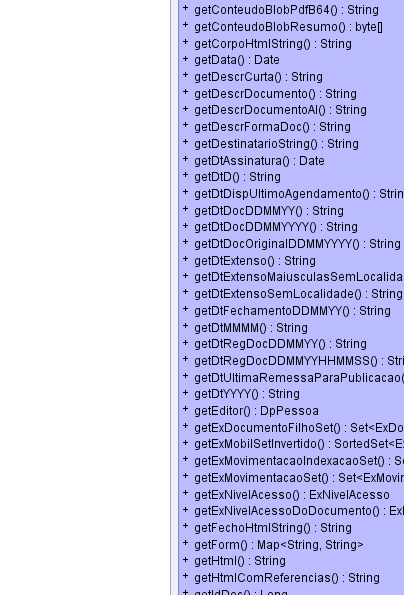 + getConteudoBlobPdfB64() : String
+ getConteudoBlobResumo() : byte[]
+ getCorpoHtmlString() : String
+ getData() : Date
+ getDescrCurta() : String
+ getDescrDocumento() : String
+ getDescrDocumentoAI() : String
+ getDescrFormaDoc() : String
+ getDestinatarioString() : String
+ getDtAssinatura() : Date
+ getDtD() : String
+ getDtDispUltimoAgendamento() : Strin
+ getDtDocDDMMYY() : String
+ getDtDocDDMMYYYY() : String
+ getDtDocOriginalDDMMYYYY() : String
+ getDtExtenso() : String
+ getDtExtensoMaiusculasSemLocalida
+ getDtExtensoSemLocalidade() : String
+ getDtFechamentoDDMMYY() : String
+ getDtMMMM() : String
+ getDtRegDocDDMMYY() : String
+ getDtRegDocDDMMYYHHMMSS() : Stri
+ getDtUltimaRemessaParaPublicacao(
+ getDtYYYY() : String
+ getEditor() : DpPessoa
+ getExDocumentoFilhoSet() : Set<ExDo
+ getExMobilSetInvertido() : SortedSet<E
+ getExMovimentacaoIndexacaoSet() : S
+ getExMovimentacaoSet() : Set<ExMovi
+ getExNivelAcesso() : ExNivelAcesso
+ getExNivelAcessoDoDocumento() : Ex
+ getFechoHtmlString() : String
+ getForm() : Map<String, String>
+ getHtml() : String
+ getHtmlComReferencias() : String
+ getIdDoc() : Long